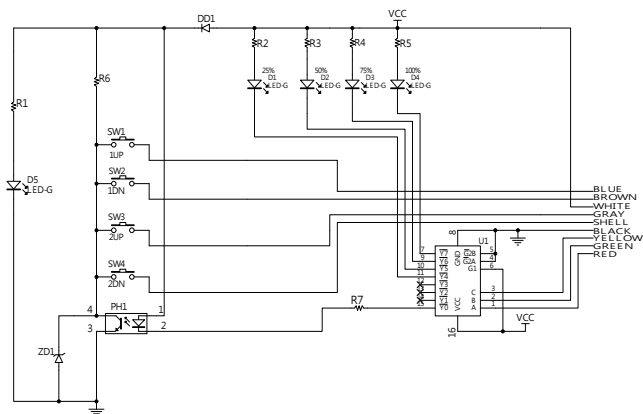 VCC
DD1
R2
R3
R4
R5
25%
D1
LED-G
50%
D2
LED-G
75%
D3
LED-G
100%
D4
LED-G
R6
R1
SW1
1UP
SW2
1DN
D5
LED-G
SW3
2UP
SW4
2DN
BLUE
BROWN
WHITE
GRAY
SHELL
BLACK
YELLOW
GREEN
RED
U1
8
GND
7
Y7
9
Y6
10
Y5
11
Y4
12
Y3
Y2
Y1
15
Y0
G2B
5
G2A
4
G1
6
C
3
B
2
A
1
VCC
16
VCC
R7
PH1
4
3
1
2
ZD1